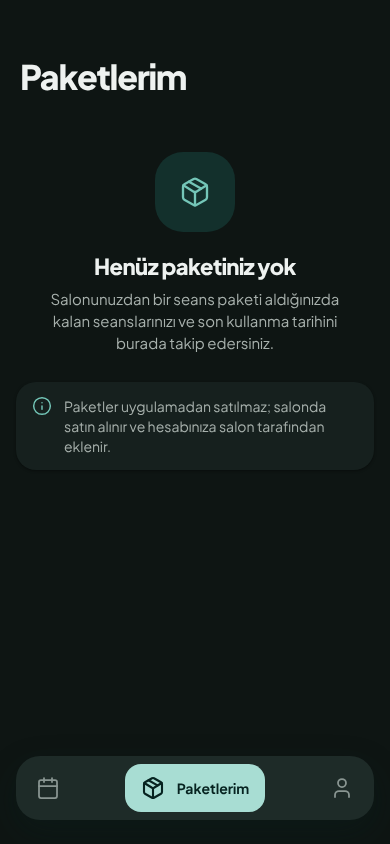 Paketlerim
Henüz paketiniz yok
Salonunuzdan bir seans paketi aldığınızda
kalan seanslarınızı ve son kullanma tarihini
burada takip edersiniz.
Paketler uygulamadan satılmaz; salonda
satın alınır ve hesabınıza salon tarafından
eklenir.
Paketlerim